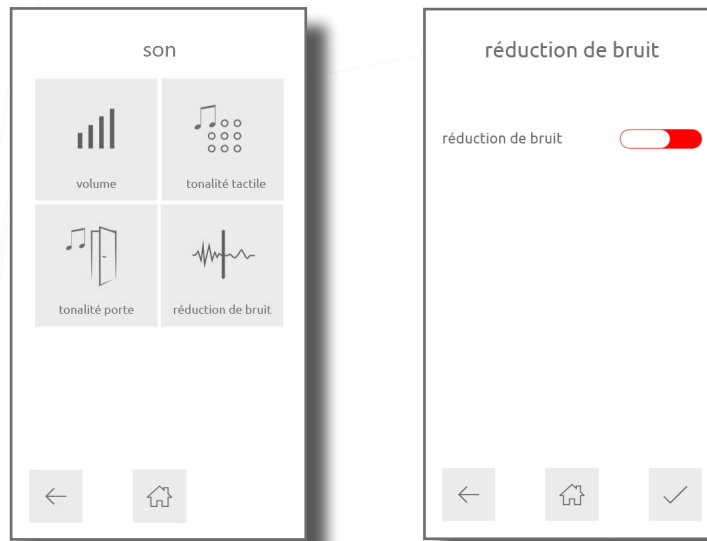 son
volume
tonalité tactile
tonalité porte
réduction de bruit
réduction de bruit
réduction de bruit